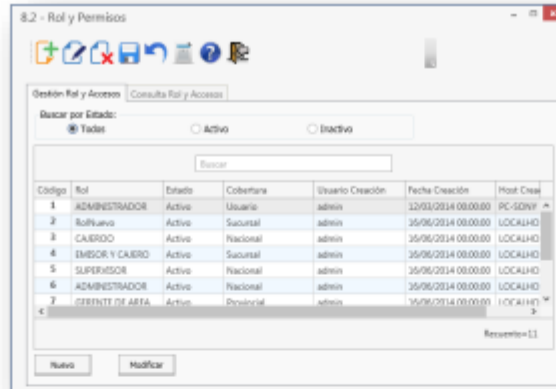 8.2 - Rol y Permisos
Gestión Rol y Accesos Consulta Rol y Accesos
Buscar por Estado:
Todos Activo Inactivo
Buscar
Código Rol Estado Cobertura Usuario Creación Fecha Creación Host Crea
1 ADMINISTRADOR Activo Usuario admin 12/03/2014 00:00:00 PC-SONY
2 RolNuevo Activo Sucursal admin 16/06/2014 00:00:00 LOCALHO
3 CAJEROO Activo Nacional admin 16/06/2014 00:00:00 LOCALHO
4 EMISOR Y CAJERO Activo Sucursal admin 16/06/2014 00:00:00 LOCALHO
5 SUPERVISOR Activo Nacional admin 16/06/2014 00:00:00 LOCALHO
6 ADMINISTRADOR Activo Nacional admin 16/06/2014 00:00:00 LOCALHO
7 GERENTE DE AREA Activo Provincial admin 16/06/2014 00:00:00 LOCALHO
Recuento=11
Nuevo Modificar